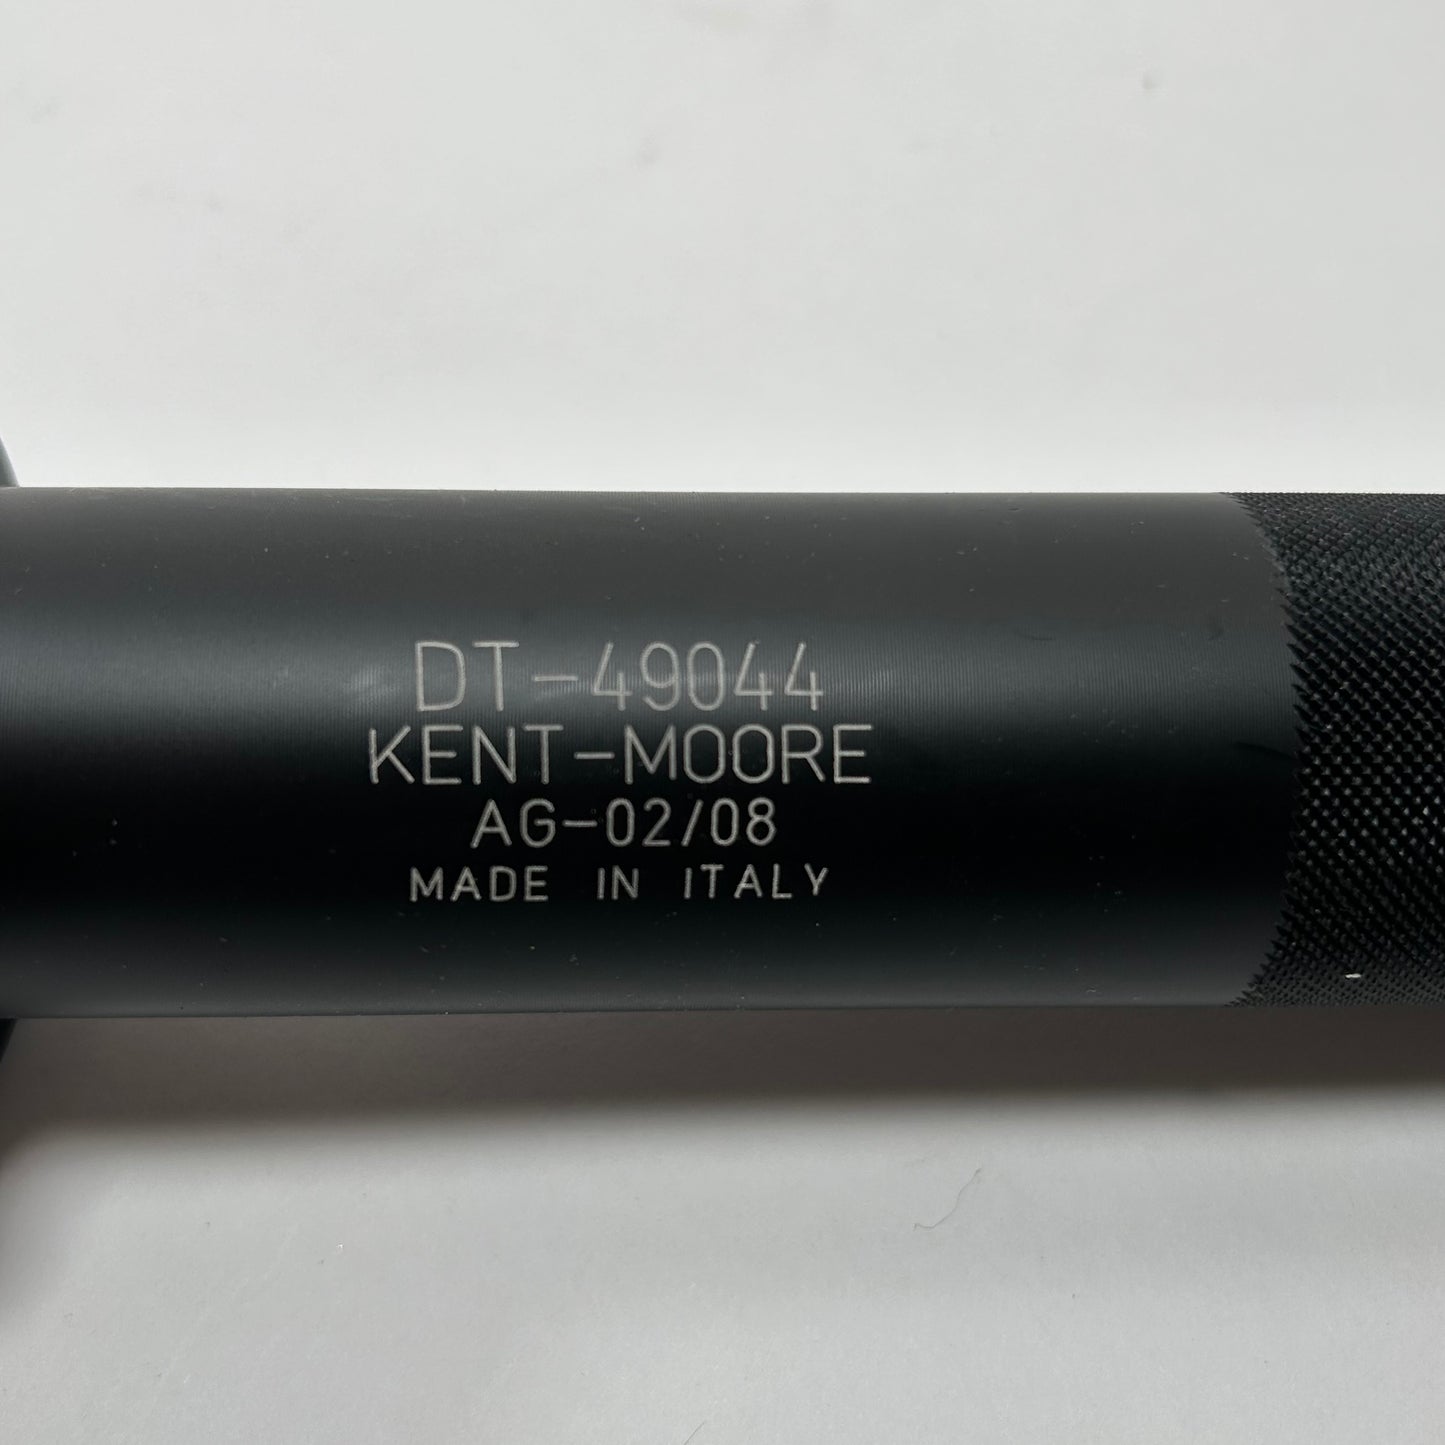 DT-49044
KENT-MOORE
AG-02/08
MADE IN ITALY